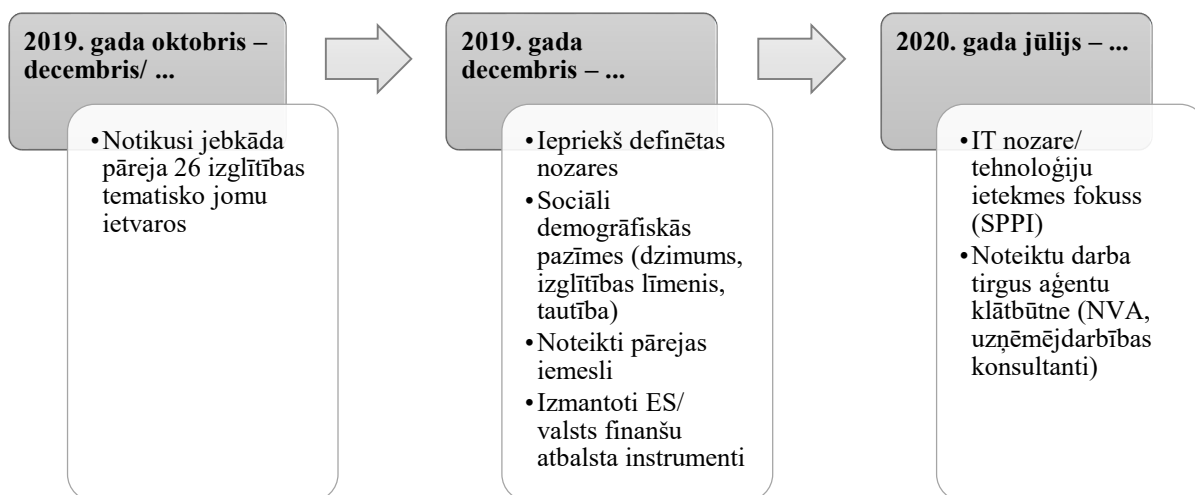 2019. gada oktobris –
decembris/ ...
•Notikusi jebkāda
pāreja 26 izglītības
tematisko jomu
ietvaros
2019. gada
decembris – ...
•Iepriekš definētas
nozares
•Sociāli
demogrāfiskās
pazīmes (dzimums,
izglītības līmenis,
tautība)
•Noteikti pārejas
iemesli
•Izmantoti ES/
valsts finanšu
atbalsta instrumenti
2020. gada jūlijs – ...
•IT nozare/
tehnoloģiju
ietekmes fokuss
(SPPI)
•Noteiktu darba
tirgus aģentu
klātbūtne (NVA,
uzņēmējdarbības
konsultanti)